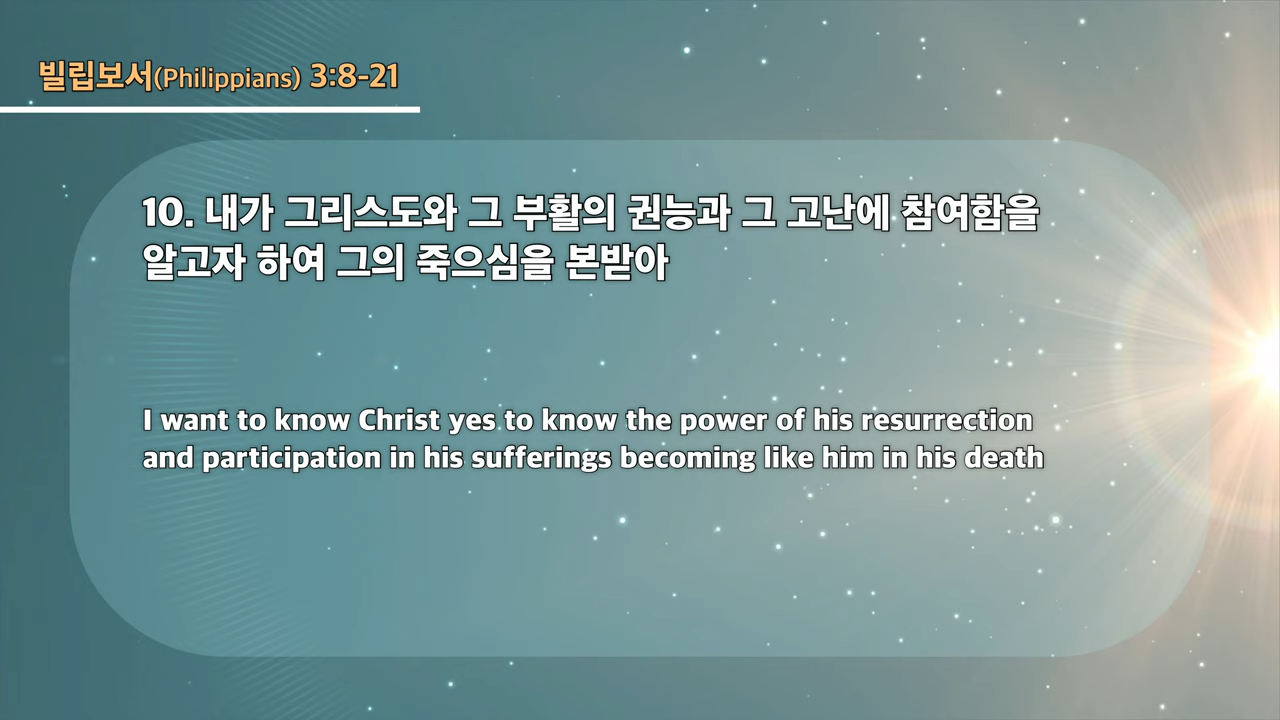 빌립보서(Philippians) 3:8-21
10. 내가 그리스도와 그 부활의 권능과 그 고난에 참여함을
알고자 하여 그의 죽으심을 본받아
I want to know Christ yes to know the power of his resurrection
and participation in his sufferings becoming like him in his death